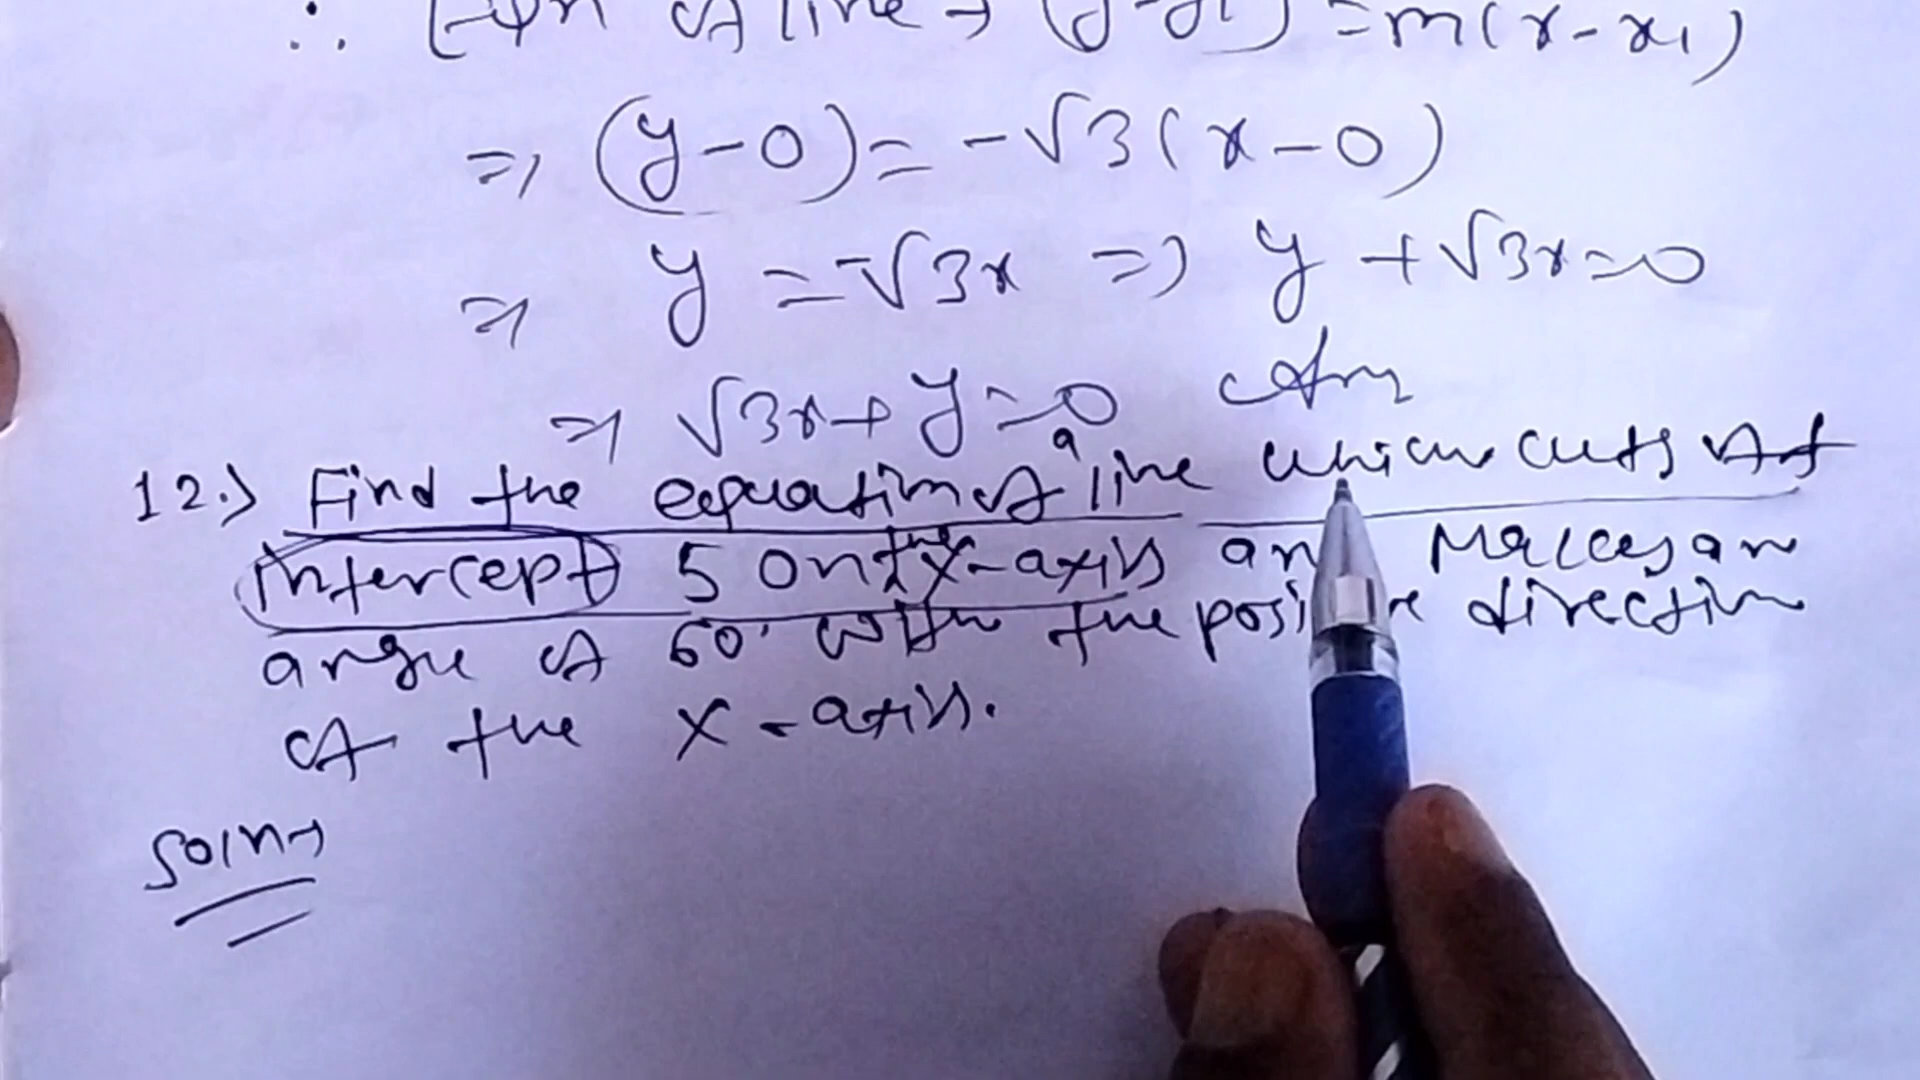 ∴ Eqn of line → (y-y1) = m(x-x1)
=> (y-0) = -√3(x-0)
=> y = -√3x => y + √3x = 0
=> √3x + y = 0 Ans
12.) Find the equation of a line which cuts off
intercept 5 on the x-axis an makes an
angle of 60° with the positive direction
of the x-axis.
Soln→